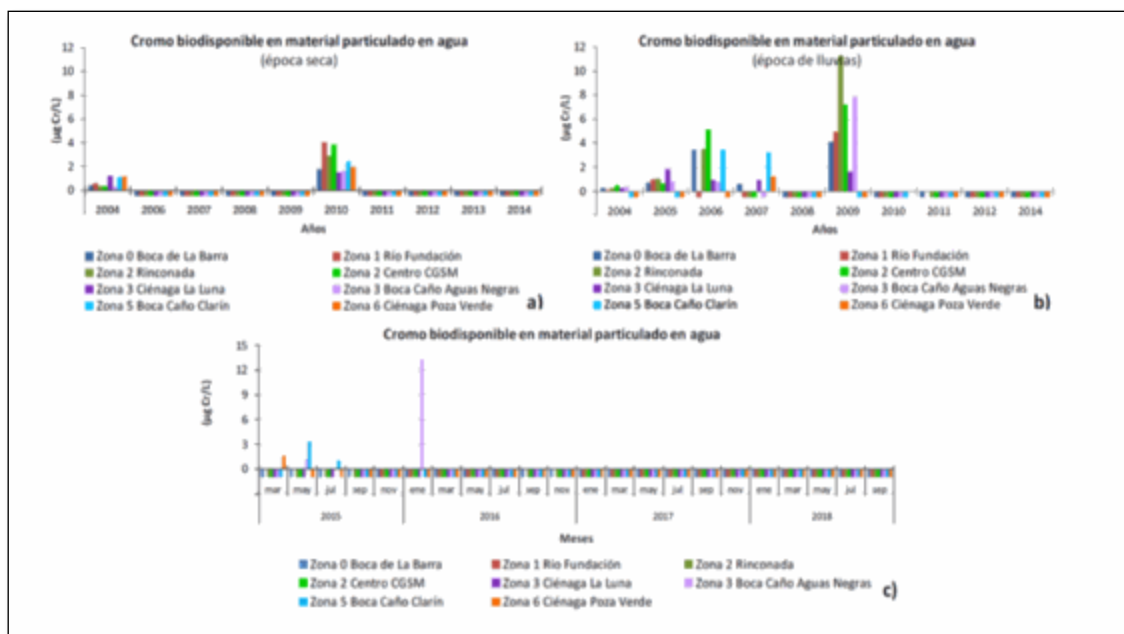 Cromo biodisponible en material particulado en agua
(época seca)
(µg Cr/L)
12
10
8
6
4
2
0
2004 2006 2007 2008 2009 2010 2011 2012 2013 2014
Años
Zona 0 Boca de La Barra Zona 1 Río Fundación
Zona 2 Rinconada Zona 2 Centro CGSM
Zona 3 Ciénaga La Luna Zona 3 Boca Caño Aguas Negras
Zona 5 Boca Caño Clarín Zona 6 Ciénaga Poza Verde
a)
Cromo biodisponible en material particulado en agua
(época de lluvias)
(µg Cr/L)
12
10
8
6
4
2
0
2004 2005 2006 2007 2008 2009 2010 2011 2012 2014
Años
Zona 0 Boca de La Barra Zona 1 Río Fundación
Zona 2 Rinconada Zona 2 Centro CGSM
Zona 3 Ciénaga La Luna Zona 3 Boca Caño Aguas Negras
Zona 5 Boca Caño Clarín Zona 6 Ciénaga Poza Verde
b)
Cromo biodisponible en material particulado en agua
(µg Cr/L)
15
12
9
6
3
0
mar may jul sep nov ene mar may jul sep nov ene mar may jul sep nov ene mar may jul sep
2015 2016 2017 2018
Meses
Zona 0 Boca de La Barra Zona 1 Río Fundación Zona 2 Rinconada
Zona 2 Centro CGSM Zona 3 Ciénaga La Luna Zona 3 Boca Caño Aguas Negras
Zona 5 Boca Caño Clarín Zona 6 Ciénaga Poza Verde
c)